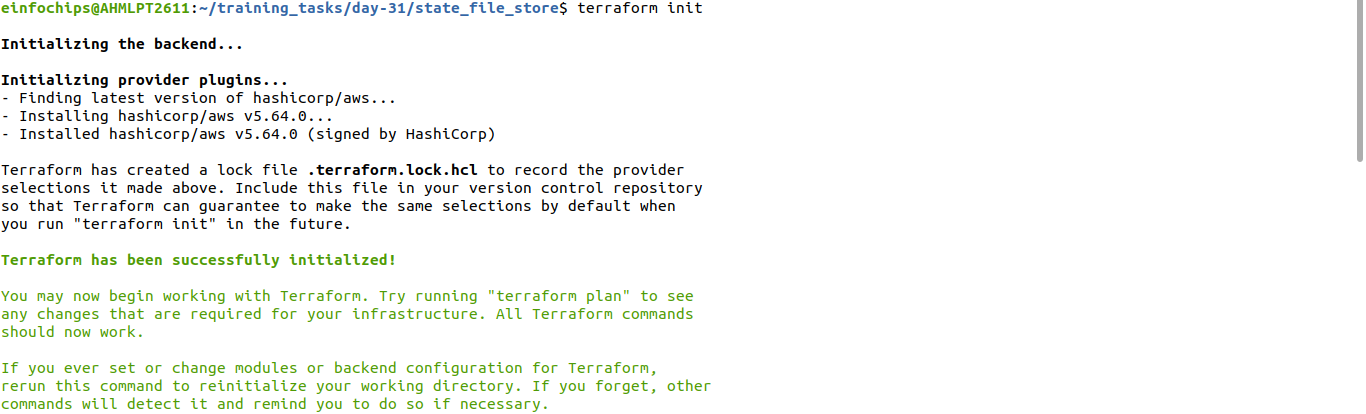 einfochips@AHMLPT2611:~/training_tasks/day-31/state_file_store$ terraform init
Initializing the backend...
Initializing provider plugins...
- Finding latest version of hashicorp/aws...
- Installing hashicorp/aws v5.64.0...
- Installed hashicorp/aws v5.64.0 (signed by HashiCorp)
Terraform has created a lock file .terraform.lock.hcl to record the provider
selections it made above. Include this file in your version control repository
so that Terraform can guarantee to make the same selections by default when
you run "terraform init" in the future.
Terraform has been successfully initialized!
You may now begin working with Terraform. Try running "terraform plan" to see
any changes that are required for your infrastructure. All Terraform commands
should now work.
If you ever set or change modules or backend configuration for Terraform,
rerun this command to reinitialize your working directory. If you forget, other
commands will detect it and remind you to do so if necessary.